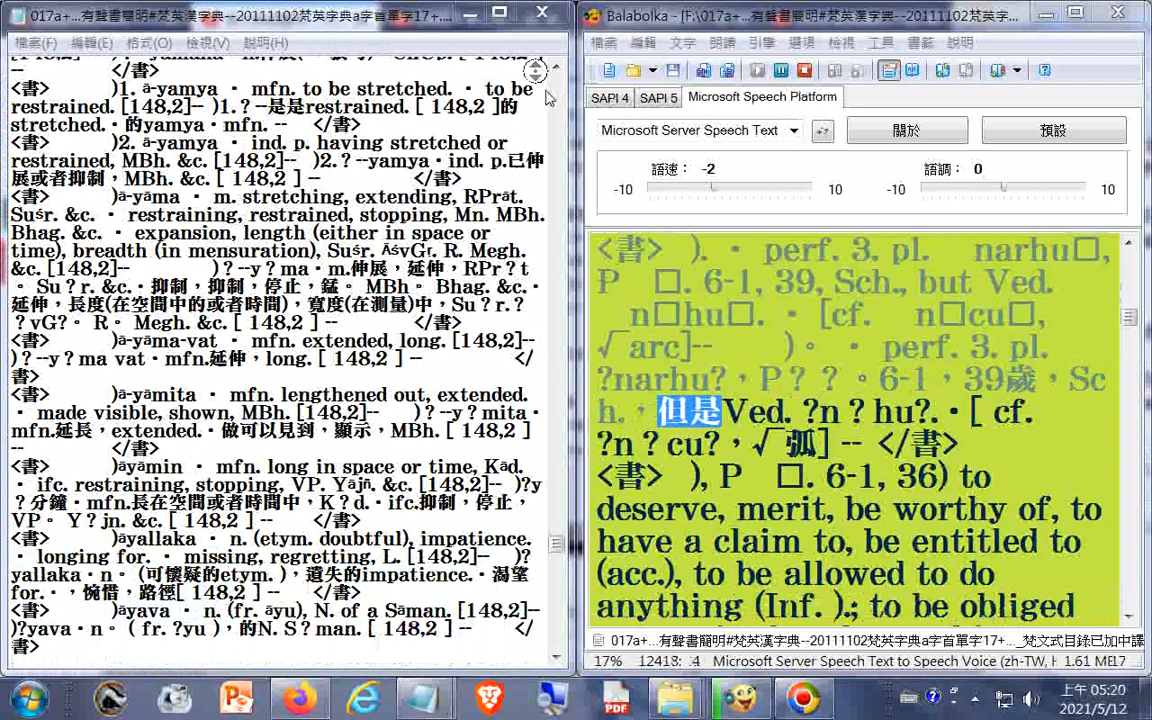 017a+...有聲書簡明#梵英漢字典--20111102梵英字典a字首單字17+...
檔案(F) 編輯(E) 格式(O) 檢視(V) 說明(H)
</書>
<書> )1. ā-yamya ‧ mfn. to be stretched. ‧ to be
restrained. [148,2]-- )1.?--是是restrained. [ 148,2 ]的
stretched. ‧的yamya‧mfn. -- </書>
<書> )2. ā-yamya ‧ ind. p. having stretched or
restrained, MBh. &c. [148,2]-- )2.?--yamya‧ind. p.已伸
展或者抑制，MBh. &c. [ 148,2 ] </書>
<書> )ā-yāma ‧ m. stretching, extending, RPrāt.
Suśr. &c. ‧ restraining, restrained, stopping, Mn. MBh.
Bhag. &c. ‧ expansion, length (either in space or
time), breadth (in mensuration), Suśr. ĀśvGr. R. Megh.
&c. [148,2]-- )?--y?ma‧m.伸展，延伸，RPr?t
。Su?r. &c.‧抑制，抑制，停止，錳。MBh。Bhag. &c.‧
延伸，長度(在空間中的或者時間)，寬度(在測量)中，Su?r.?
?vG?。R。Megh. &c. [ 148,2 ] </書>
<書> )ā-yāma-vat ‧ mfn. extended, long. [148,2]--
)?--y?ma vat‧mfn.延伸，long. [ 148,2 ] </
書>
<書> )ā-yāmita ‧ mfn. lengthened out, extended.
‧ made visible, shown, MBh. [148,2]-- )?--y?mita‧
mfn.延長，extended.‧做可以見到，顯示，MBh. [ 148,2 ]
-- </書>
<書> )āyāmin ‧ mfn. long in space or time, Kād.
‧ ifc. restraining, stopping, VP. Yājñ. &c. [148,2]-- )?y
?分鐘‧mfn.長在空間或者時間中，K?d.‧ifc.抑制，停止，
VP。Y?jn. &c. [ 148,2 ] -- </書>
<書> )āyallaka ‧ n. (etym. doubtful), impatience.
‧ longing for. ‧ missing, regretting, L. [148,2]-- )?
yallaka‧n。(可懷疑的etym.)，遺失的impatience.‧渴望
for.‧，惋惜，路徑[ 148,2 ] -- </書>
<書> )āyava ‧ n. (fr. āyu), N. of a Sāman. [148,2]--
)?yava‧n。( fr. ?yu )，的N. S?man. [ 148,2 ] -- </
書>
Balabolka - [F:\017a+...有聲書簡明#梵英漢字典--20111102梵英字...
檔案 編輯 文字 朗讀 引擎 選項 檢視 工具 書籤 說明
SAPI 4 SAPI 5 Microsoft Speech Platform
Microsoft Server Speech Text 關於 預設
語速： -2 語調： 0
-10 10 -10 10
<書> ). ‧ perf. 3. pl. narhu□,
P □. 6-1, 39, Sch., but Ved.
n□hu□. ‧ [cf. n□cu□,
√arc]-- )。‧ perf. 3. pl.
?narhu?，P??。6-1，39歲，Sc
h.，但是Ved. ?n?hu?.‧[ cf.
?n?cu?，√弧] -- </書>
<書> ), P □. 6-1, 36) to
deserve, merit, be worthy of, to
have a claim to, be entitled to
(acc.), to be allowed to do
anything (Inf. ).; to be obliged
017a+...有聲書簡明#梵英漢字典--20111102梵英字典a字首單字17+..._梵文式目錄已加中譯
17% 12418: 4 Microsoft Server Speech Text to Speech Voice (zh-TW, H 1.61 МБ7
上午 05:20
2021/5/12